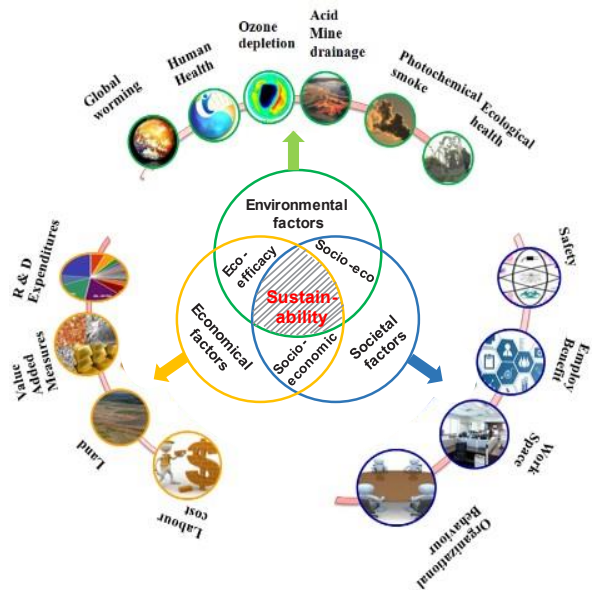 Global
worming
Human
Health
Ozone
depletion
Acid
Mine
drainage
Photochemical
smoke
Ecological
health
Environmental
factors
Eco-
efficacy
Socio-eco
Sustain-
ability
Economical
factors
Societal
factors
Socio-
economic
R & D
Expenditures
Value
Added
Measures
Land
Labour
cost
Safety
Employ
Benefit
Work
Space
Organizational
Behaviour